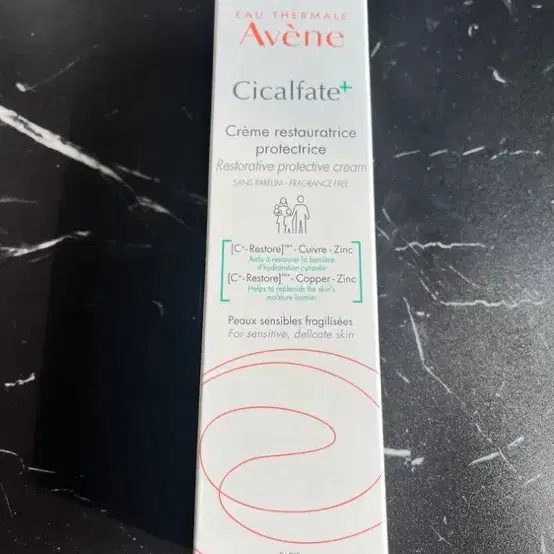 EAU THERMALE
Avène
Cicalfate+
Crème restauratrice
protectrice
Restorative protective cream
SANS PARFUM - FRAGRANCE FREE
[C+-Restore]™ - Cuivre - Zinc
Aide à restaurer la barrière
d'hydratation cutanée
[C+-Restore]™ - Copper - Zinc
Helps to replenish the skin's
moisture barrier
Peaux sensibles fragilisées
For sensitive, delicate skin